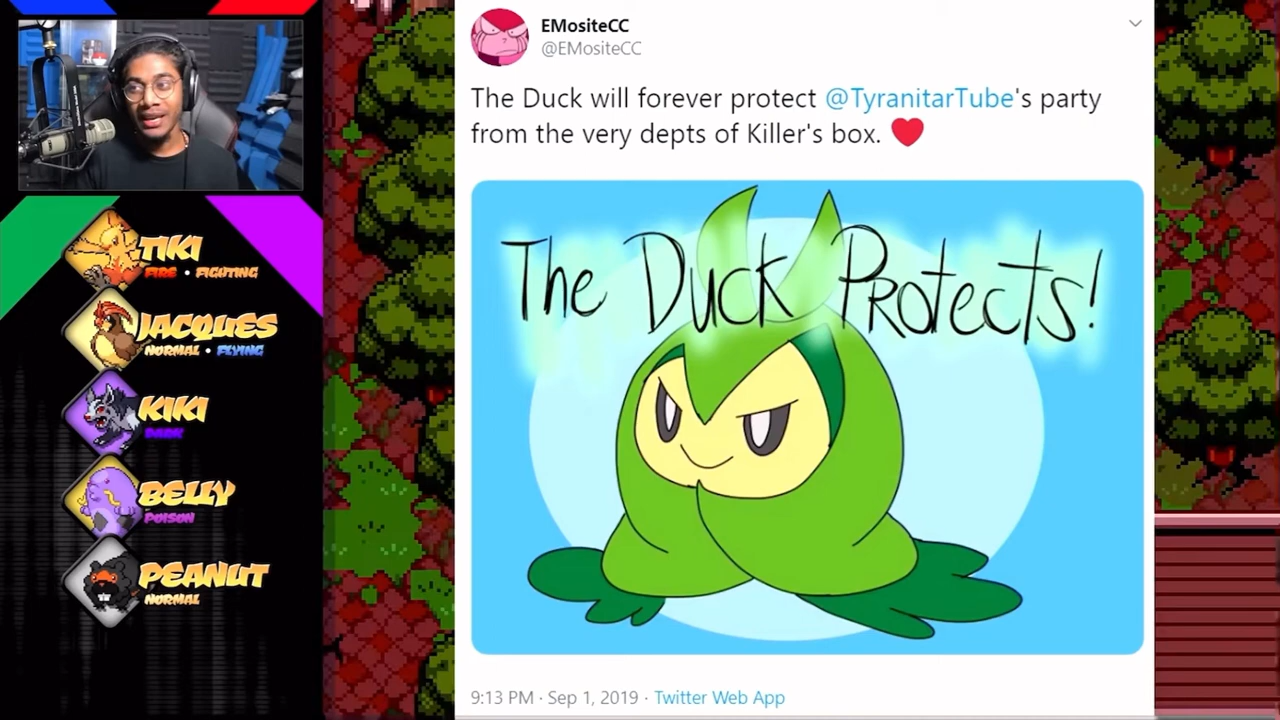 EMositeCC
@EMositeCC
The Duck will forever protect @TyranitarTube's party
from the very depts of Killer's box. ❤
The Duck Protects!
9:13 PM · Sep 1, 2019 · Twitter Web App
TIKI
FIRE • FIGHTING
JACQUES
NORMAL • FLYING
KIKI
DARK
BELLY
POISON
PEANUT
NORMAL